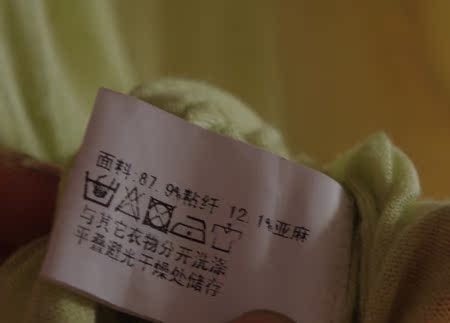 面料:87.9%粘纤 12.1%亚麻
与其它衣物分开洗涤
平叠避光干燥处储存